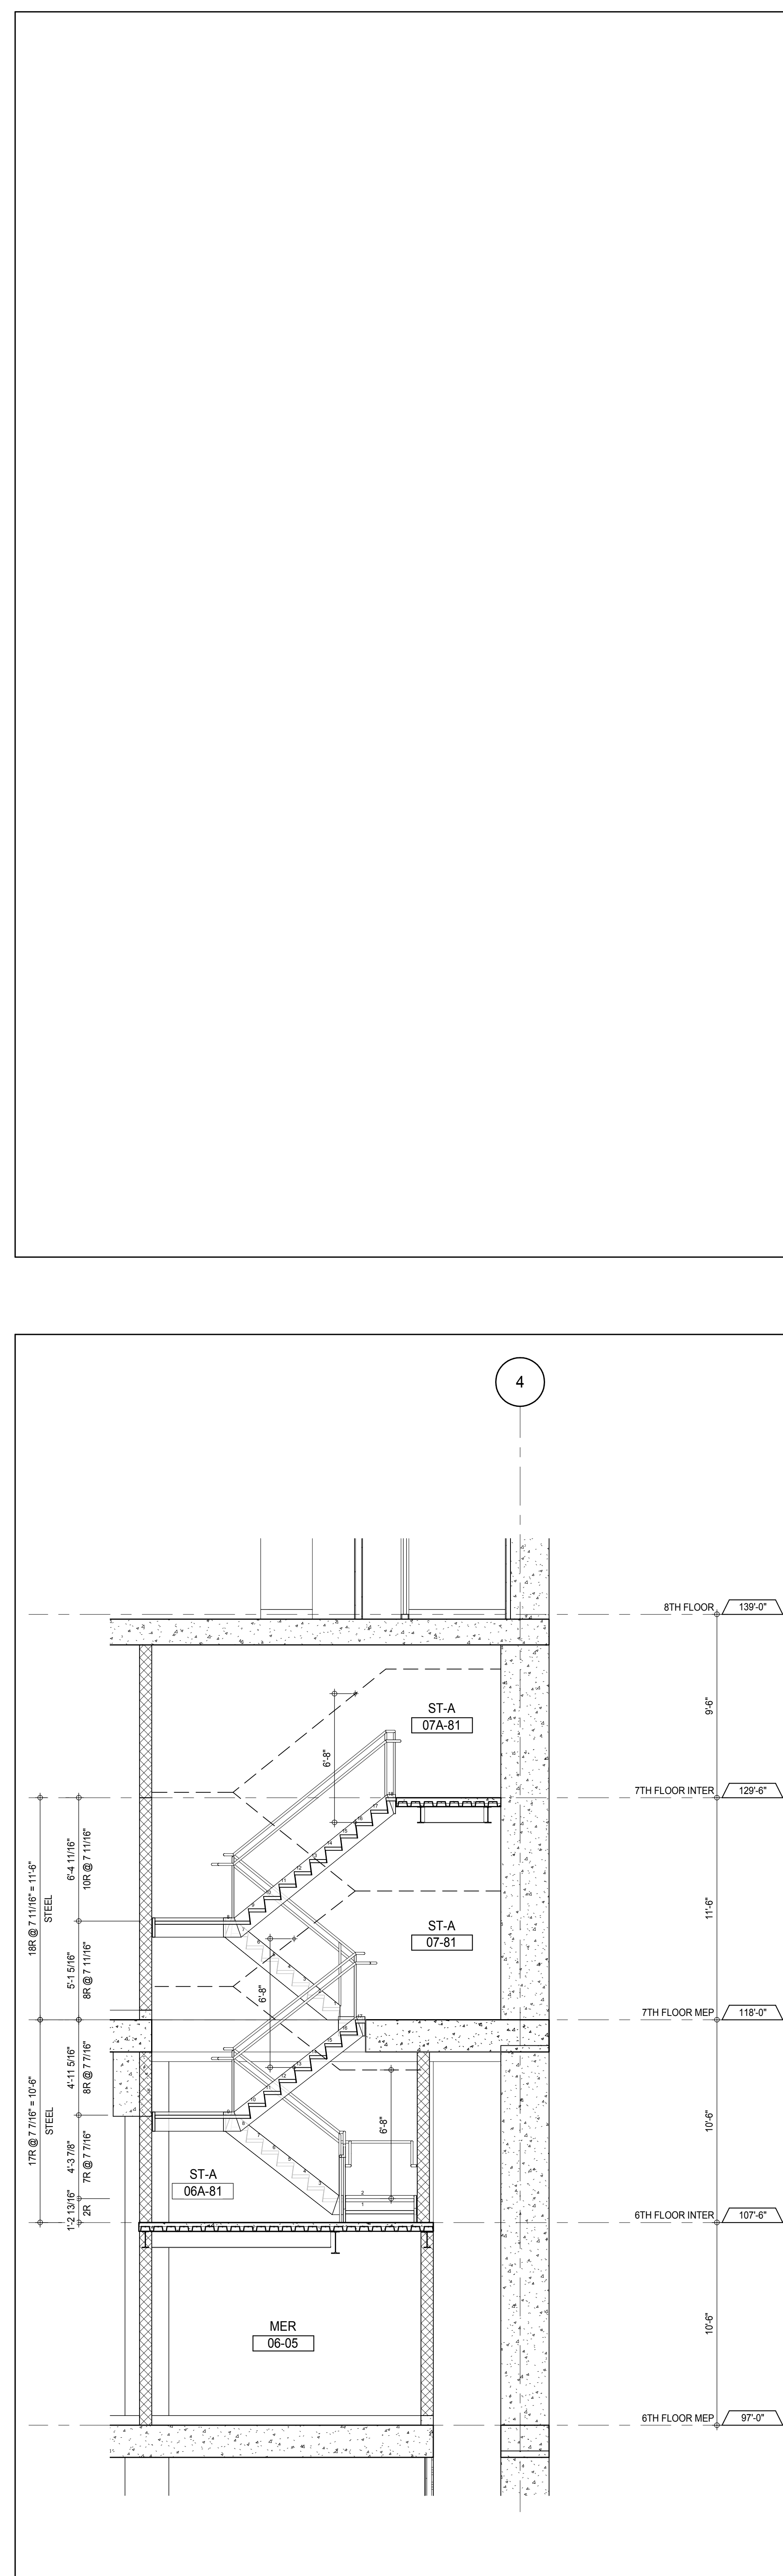 4
8TH FLOOR 139'-0"
9'-6"
ST-A
07A-81
6'-8"
7TH FLOOR INTER 129'-6"
18R @ 7 11/16" = 11'-6"
STEEL
6'-4 11/16"
10R @ 7 11/16"
5'-1 5/16"
8R @ 7 11/16"
11'-6"
ST-A
07-81
6'-8"
7TH FLOOR MEP 118'-0"
17R @ 7 7/16" = 10'-6"
STEEL
4'-11 5/16"
8R @ 7 7/16"
4'-3 7/8"
7R @ 7 7/16"
1'-2 13/16"
2R
10'-6"
6'-8"
ST-A
06A-81
6TH FLOOR INTER 107'-6"
10'-6"
MER
06-05
6TH FLOOR MEP 97'-0"